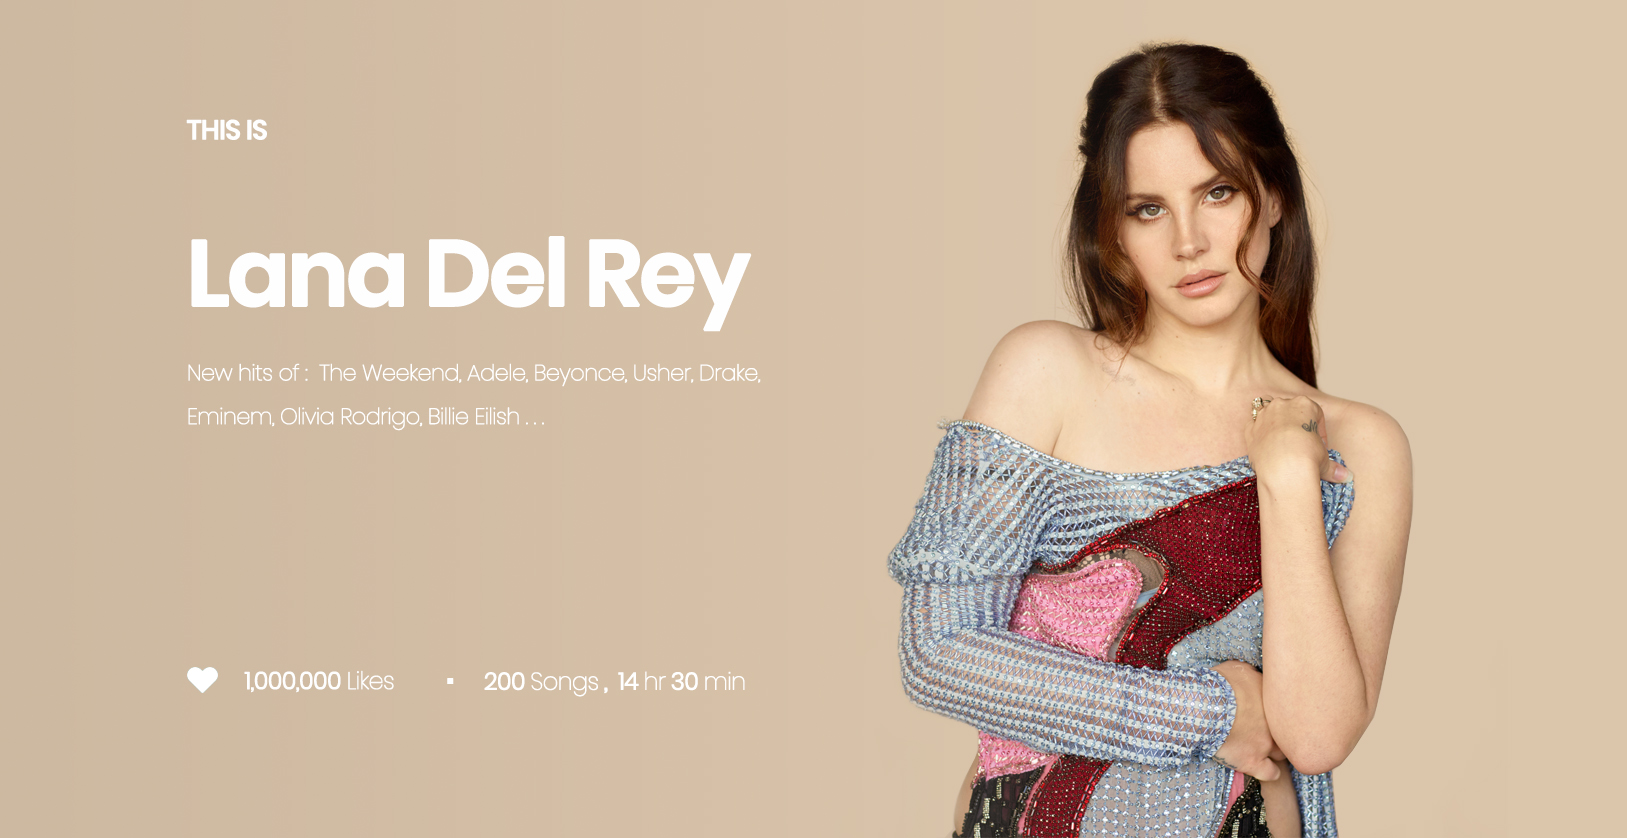 THIS IS
Lana Del Rey
New hits of : The Weekend, Adele, Beyonce, Usher, Drake,
Eminem, Olivia Rodrigo, Billie Eilish . . .
1,000,000 Likes ▪ 200 Songs , 14 hr 30 min